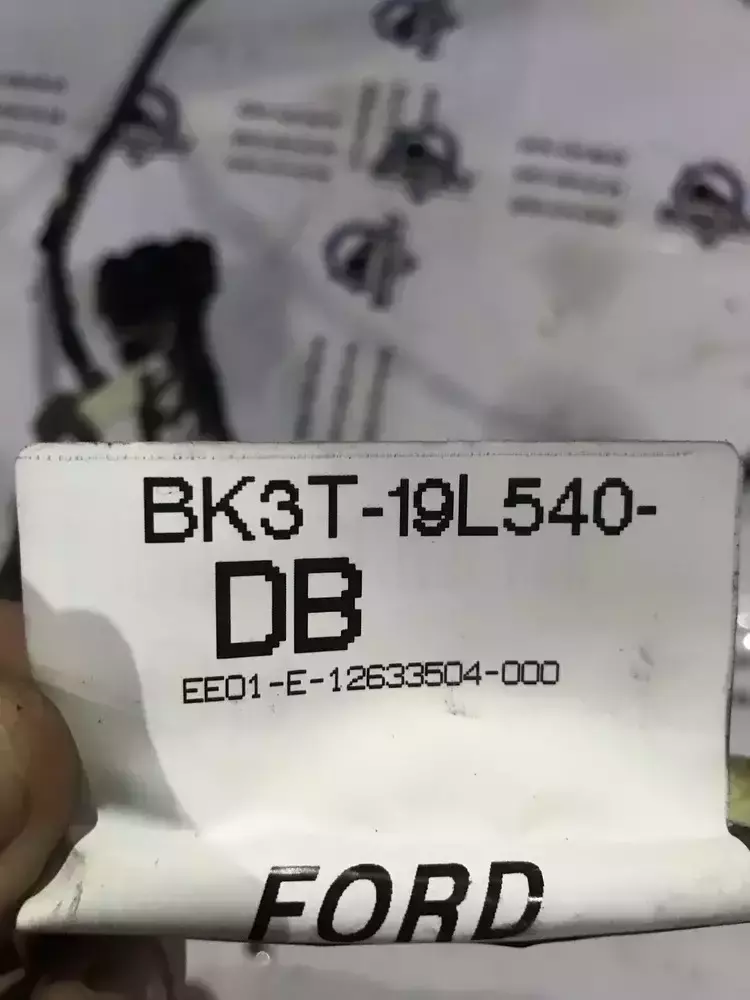 BK3T-19L540-
DB
EE01-E-12633504-000
FORD